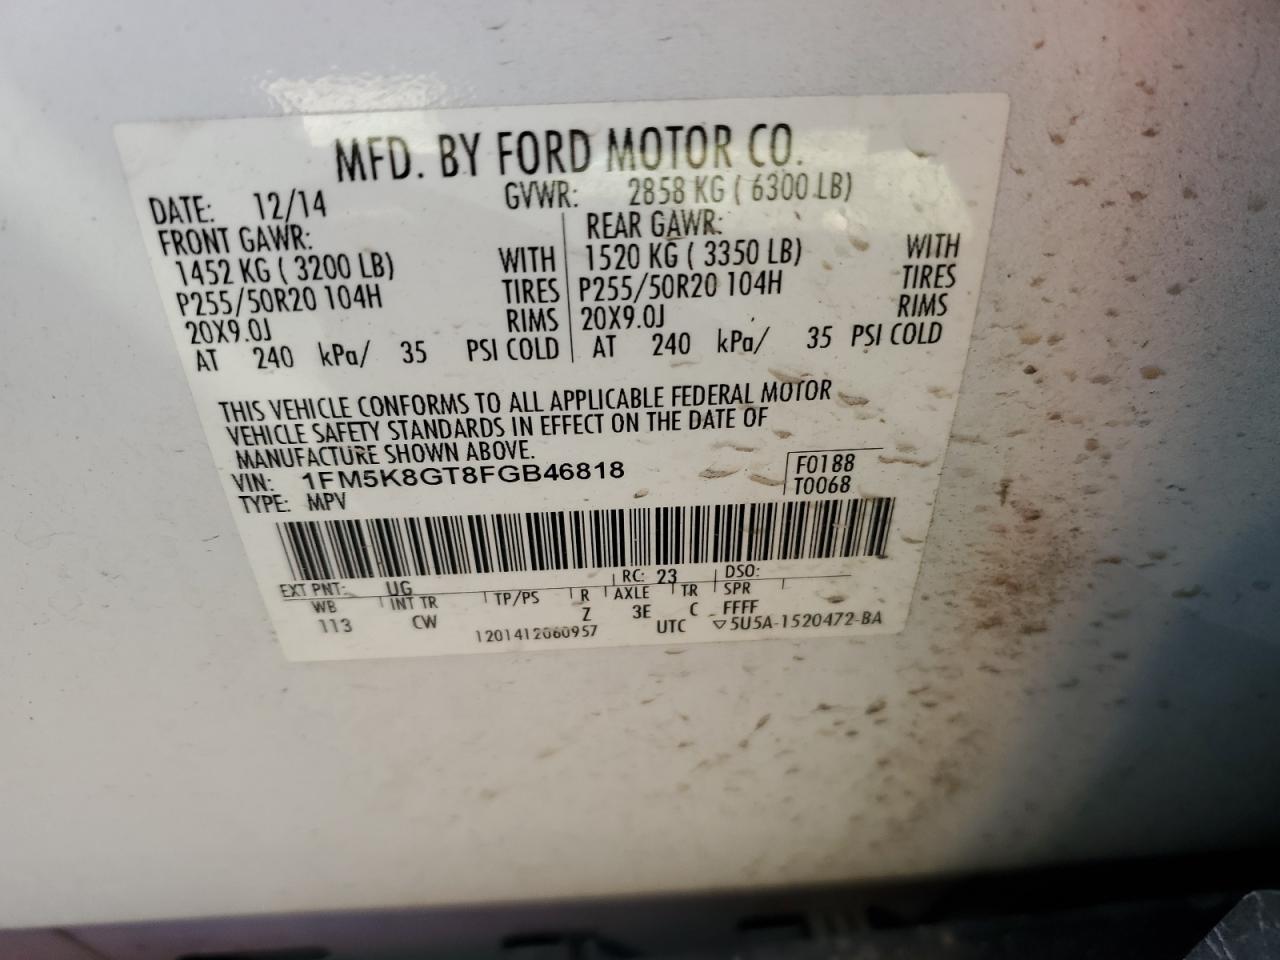 MFD. BY FORD MOTOR CO.
DATE: 12/14 GVWR: 2858 KG ( 6300 LB)
FRONT GAWR: REAR GAWR:
1452 KG ( 3200 LB) WITH 1520 KG ( 3350 LB) WITH
P255/50R20 104H TIRES P255/50R20 104H TIRES
20X9.0J RIMS 20X9.0J RIMS
AT 240 kPa/ 35 PSI COLD AT 240 kPa/ 35 PSI COLD
THIS VEHICLE CONFORMS TO ALL APPLICABLE FEDERAL MOTOR
VEHICLE SAFETY STANDARDS IN EFFECT ON THE DATE OF
MANUFACTURE SHOWN ABOVE.
VIN: 1FM5K8GT8FGB46818 F0188
TYPE: MPV T0068
EXT PNT: UG RC: 23 DSO:
WB INT TR TP/PS R AXLE TR SPR
113 CW Z 3E C FFFF
1201412060957 UTC ▽5U5A-1520472-BA